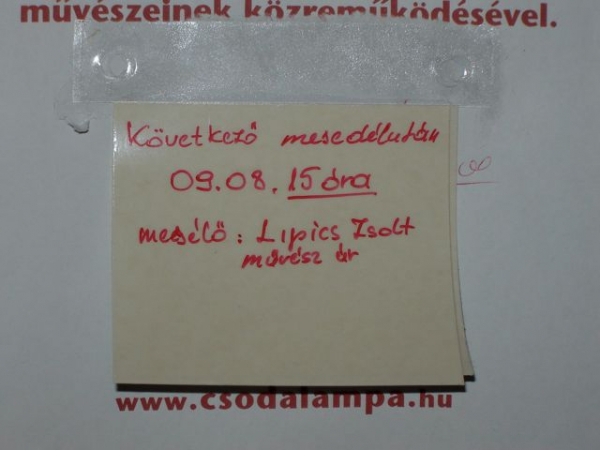 művészeinek közreműködésével.
Következő mesedélután
09.08. 15 óra
mesélő: Lipics Zsolt
művész úr
www.csodalampa.hu